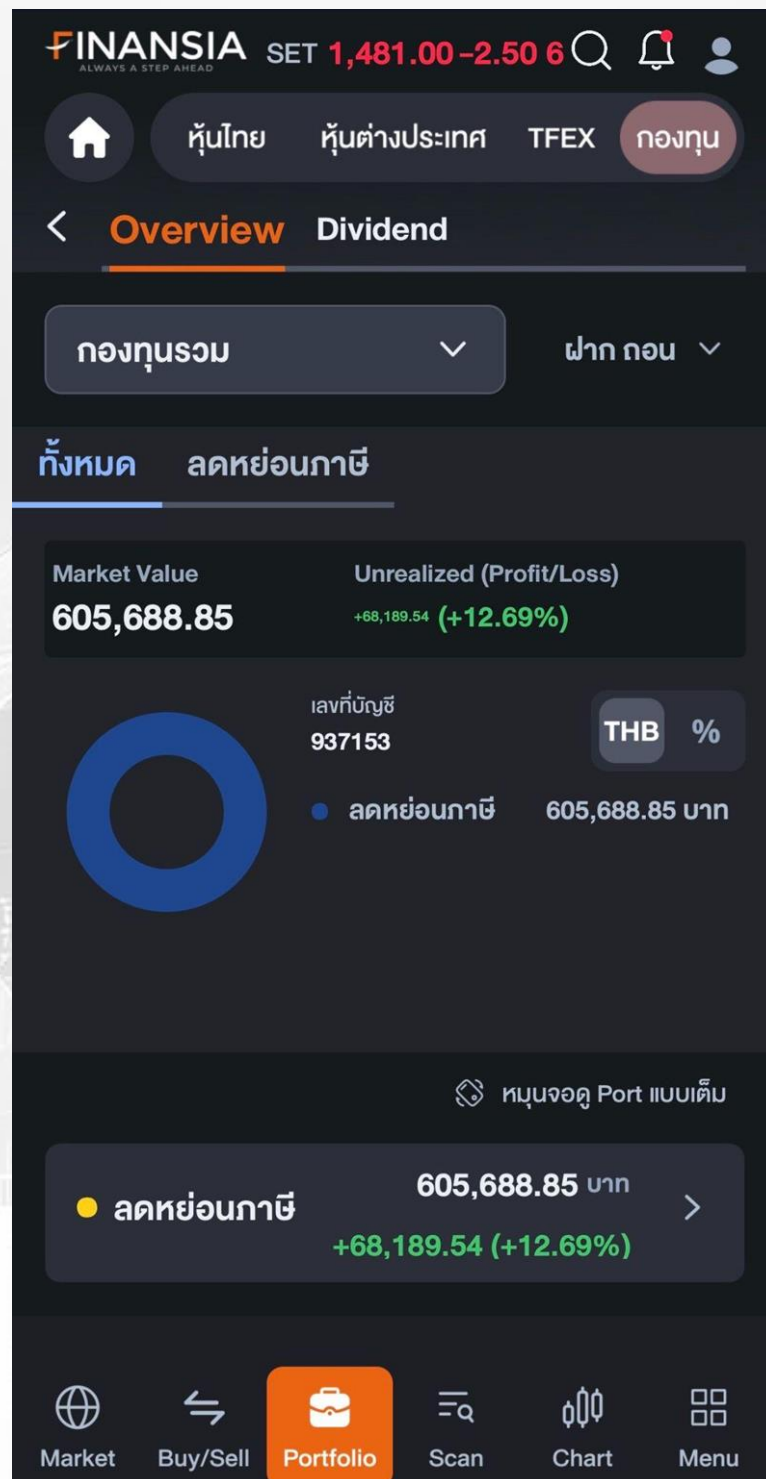 FINANSIA SET 1,481.00 -2.50 6
ALWAYS A STEP AHEAD
หุ้นไทย หุ้นต่างประเทศ TFEX กองทุน
Overview Dividend
กองทุนรวม ฝาก ถอน
ทั้งหมด ลดหย่อนภาษี
Market Value Unrealized (Profit/Loss)
605,688.85 +68,189.54 (+12.69%)
เลขที่บัญชี
937153
THB %
ลดหย่อนภาษี 605,688.85 บาท
หมุนจอดู Port แบบเต็ม
ลดหย่อนภาษี 605,688.85 บาท
+68,189.54 (+12.69%)
Market Buy/Sell Portfolio Scan Chart Menu